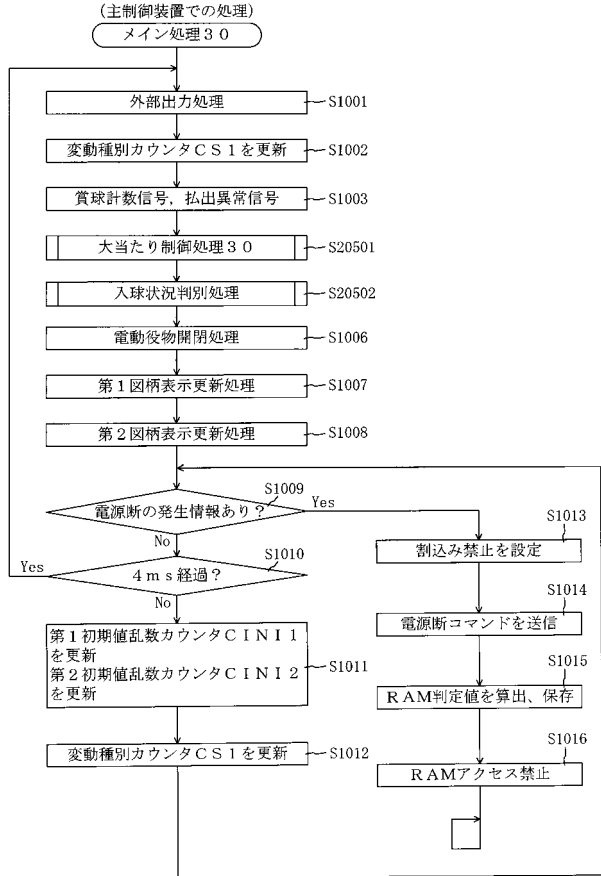 (主制御装置での処理)
メイン処理30
外部出力処理
S1001
変動種別カウンタCS1を更新
S1002
賞球計数信号,払出異常信号
S1003
大当たり制御処理30
S20501
入球状況判別処理
S20502
電動役物開閉処理
S1006
第1図柄表示更新処理
S1007
第2図柄表示更新処理
S1008
S1009
電源断の発生情報あり?
Yes
No
S1010
4ms経過?
Yes
No
第1初期値乱数カウンタCINI1
を更新
第2初期値乱数カウンタCINI2
を更新
S1011
変動種別カウンタCS1を更新
S1012
S1013
割込み禁止を設定
S1014
電源断コマンドを送信
S1015
RAM判定値を算出、保存
S1016
RAMアクセス禁止